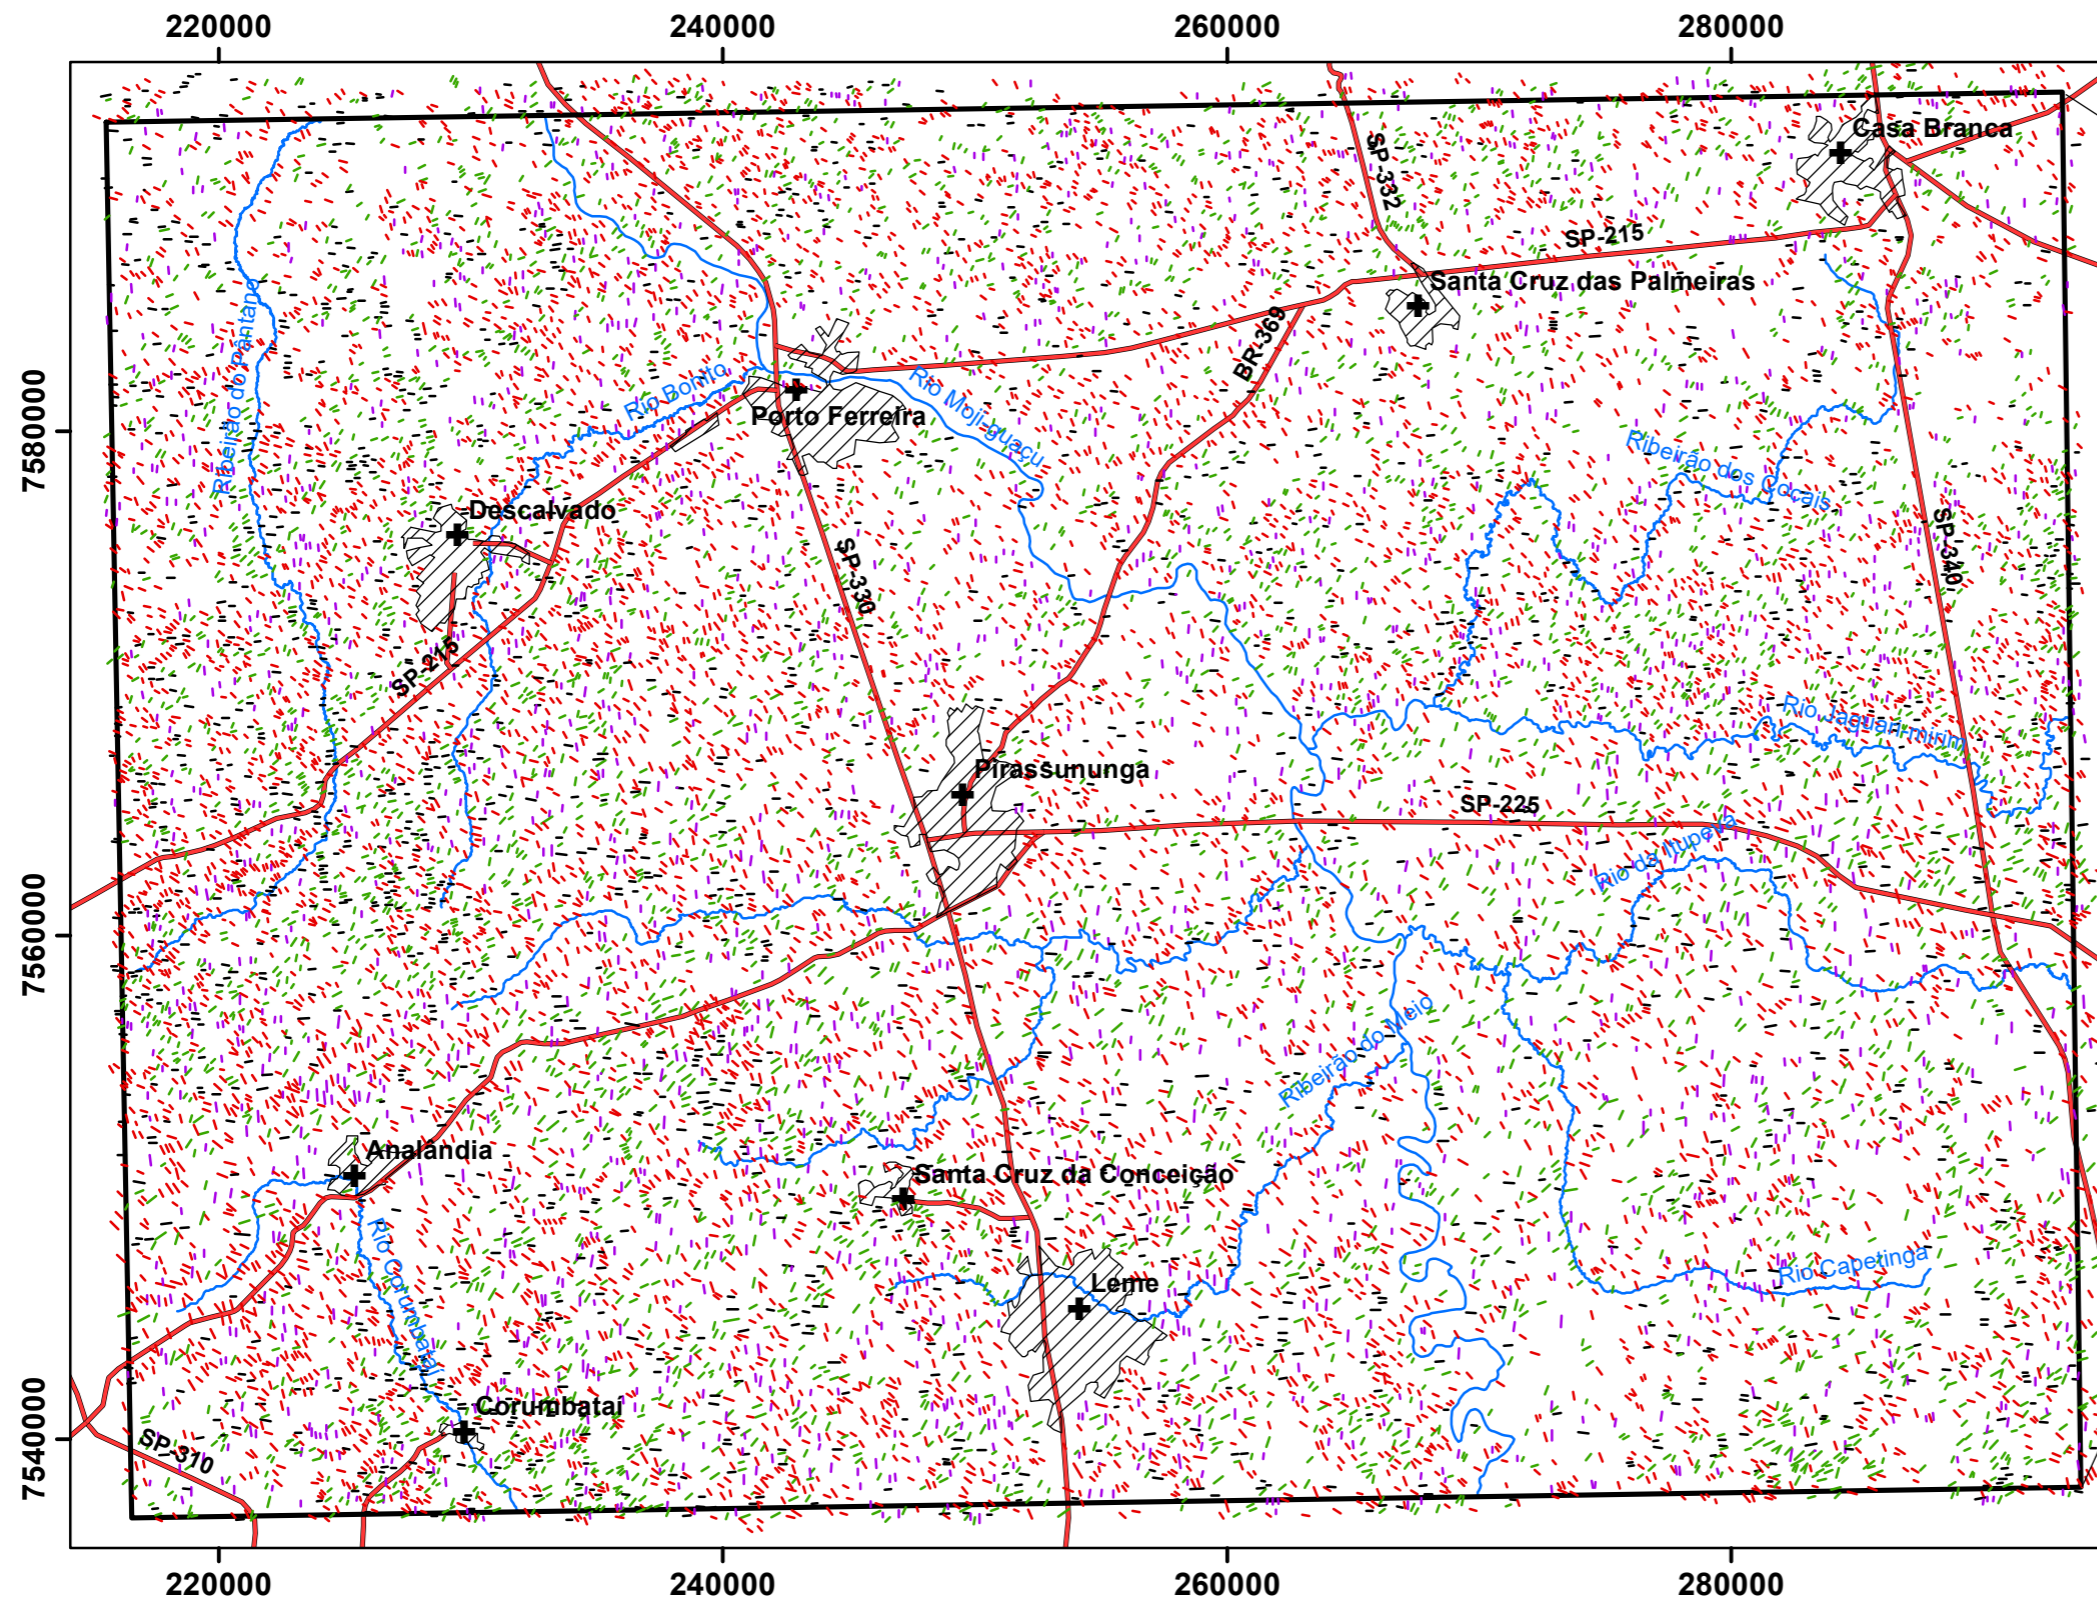 220000
240000
260000
280000
Casa Branca
SP-332
SP-215
Santa Cruz das Palmeiras
Ribeirão do Pântano
BR-369
Rio Bonito
Rio Moji-guaçu
Porto Ferreira
7580000
Ribeirão dos Cocais
Descalvado
SP-330
SP-340
SP-215
Rio Jaguari-mirim
Pirassununga
SP-225
Rio da Itupeva
7560000
Ribeirão do Meio
Analândia
Santa Cruz da Conceição
Rio Corumbataí
Rio Capetinga
Leme
Corumbataí
7540000
SP-310
220000
240000
260000
280000